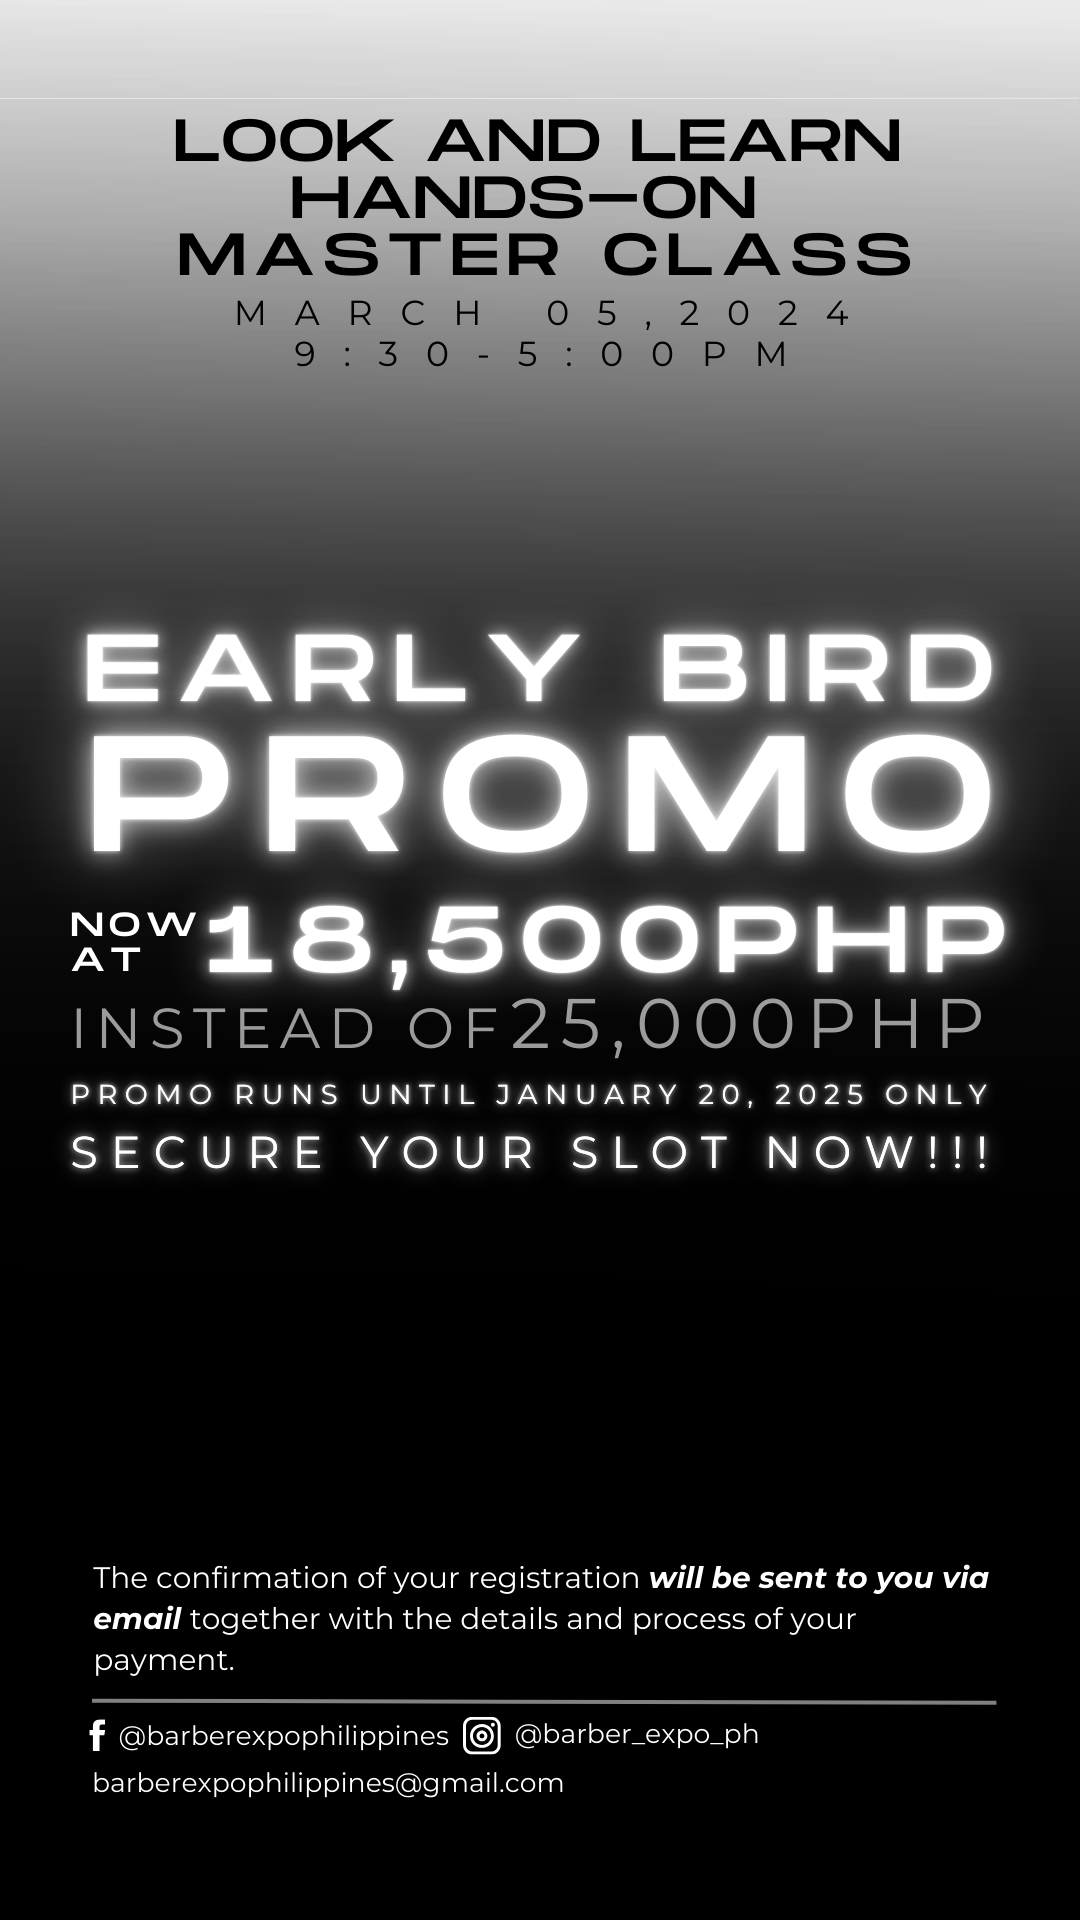 LOOK AND LEARN
HANDS-ON
MASTER CLASS
MARCH 05,2024
9:30-5:00PM
EARLY BIRD
PROMO
NOW AT 18,500PHP
INSTEAD OF 25,000PHP
PROMO RUNS UNTIL JANUARY 20, 2025 ONLY
SECURE YOUR SLOT NOW!!!
The confirmation of your registration will be sent to you via
email together with the details and process of your
payment.
@barberexpophilippines @barber_expo_ph
barberexpophilippines@gmail.com